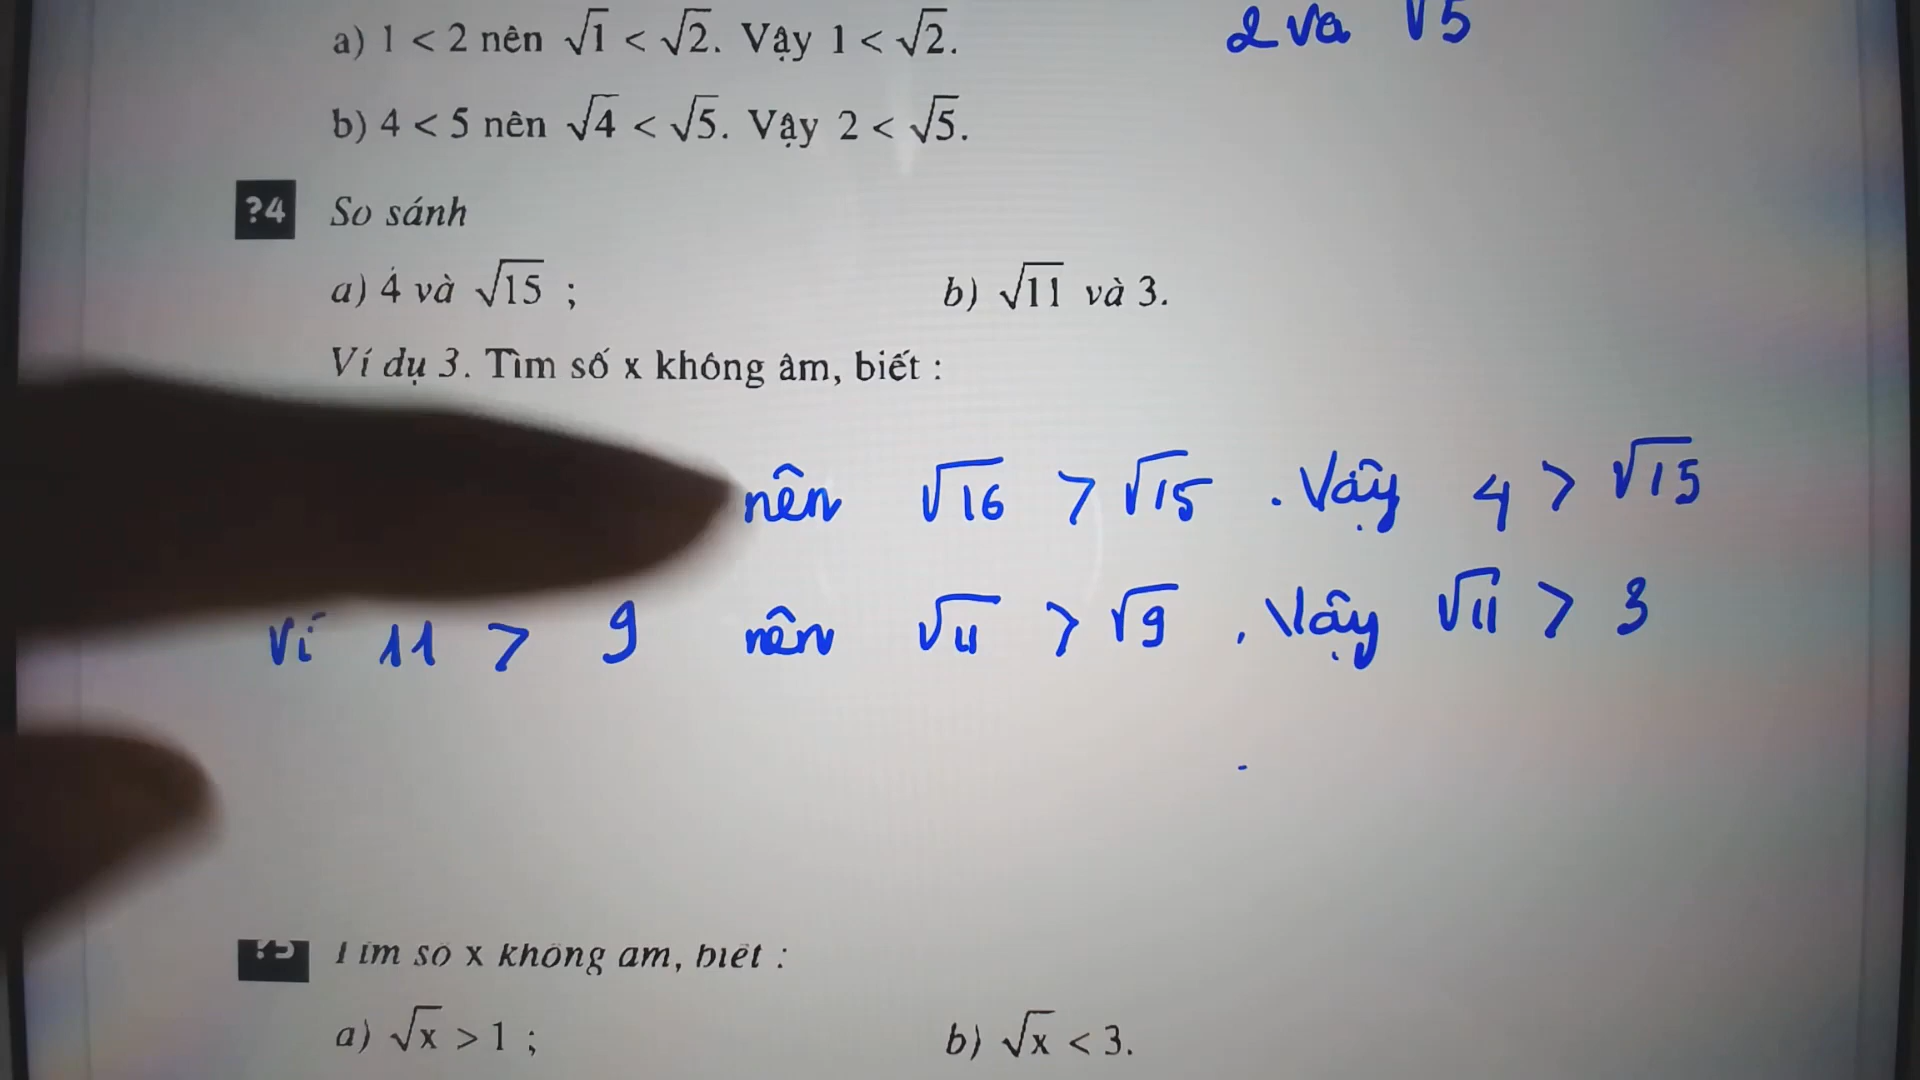 a) 1 < 2 nên √1 < √2. Vậy 1 < √2.
2 và √5
b) 4 < 5 nên √4 < √5. Vậy 2 < √5.
?4 So sánh
a) 4 và √15 ; b) √11 và 3.
Ví dụ 3. Tìm số x không âm, biết :
nên √16 > √15 . Vậy 4 > √15
Vì 11 > 9 nên √11 > √9 . Vậy √11 > 3
?5 Tìm số x không âm, biết :
a) √x > 1 ; b) √x < 3.